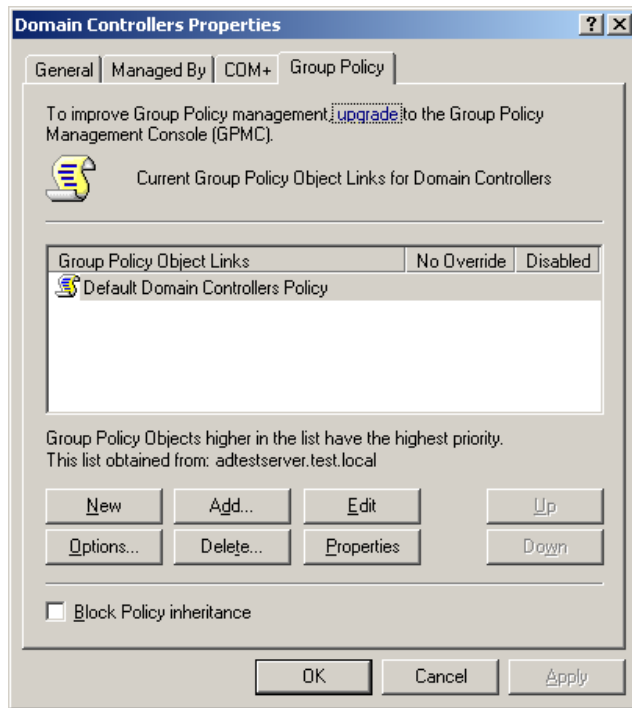 Domain Controllers Properties
General
Managed By
COM+
Group Policy
To improve Group Policy management, upgrade to the Group Policy
Management Console (GPMC).
Current Group Policy Object Links for Domain Controllers
Group Policy Object Links
No Override
Disabled
Default Domain Controllers Policy
Group Policy Objects higher in the list have the highest priority.
This list obtained from: adtestserver.test.local
New
Add...
Edit
Up
Options...
Delete...
Properties
Down
Block Policy inheritance
OK
Cancel
Apply